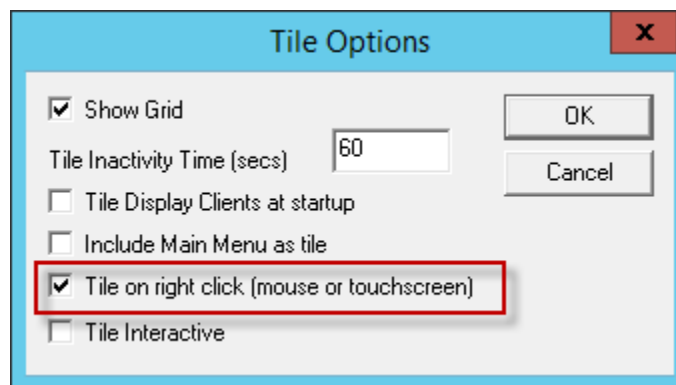 Tile Options
x
Show Grid
OK
Tile Inactivity Time (secs)
60
Cancel
Tile Display Clients at startup
Include Main Menu as tile
Tile on right click (mouse or touchscreen)
Tile Interactive